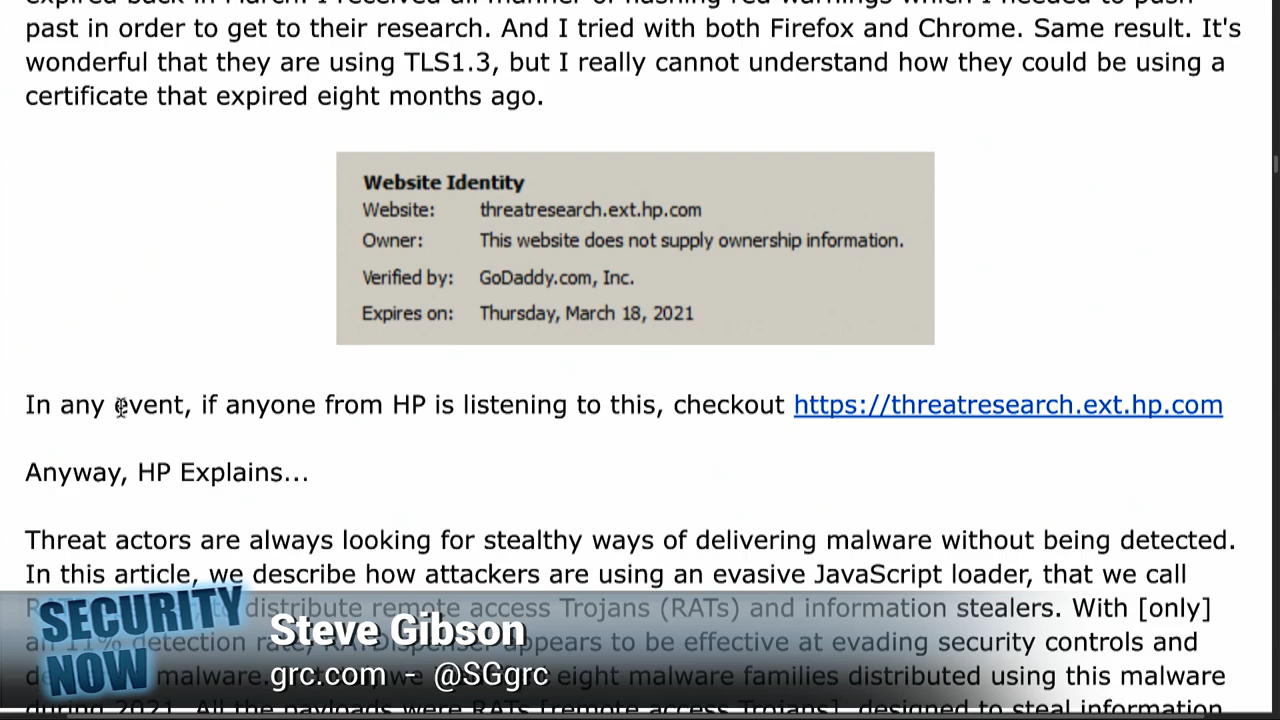 expired back in March. I received all manner of flashing red warnings which I needed to push
past in order to get to their research. And I tried with both Firefox and Chrome. Same result. It's
wonderful that they are using TLS1.3, but I really cannot understand how they could be using a
certificate that expired eight months ago.
Website Identity
Website: threatresearch.ext.hp.com
Owner: This website does not supply ownership information.
Verified by: GoDaddy.com, Inc.
Expires on: Thursday, March 18, 2021
In any event, if anyone from HP is listening to this, checkout https://threatresearch.ext.hp.com
Anyway, HP Explains...
Threat actors are always looking for stealthy ways of delivering malware without being detected.
In this article, we describe how attackers are using an evasive JavaScript loader, that we call
distribute remote access Trojans (RATs) and information stealers. With [only]
an 11% detection rate, RATDispenser appears to be effective at evading security controls and
malware. eight malware families distributed using this malware
during 2021. All the payloads were RATs [remote access Trojans], designed to steal information
SECURITY NOW
Steve Gibson
grc.com - @SGgrc